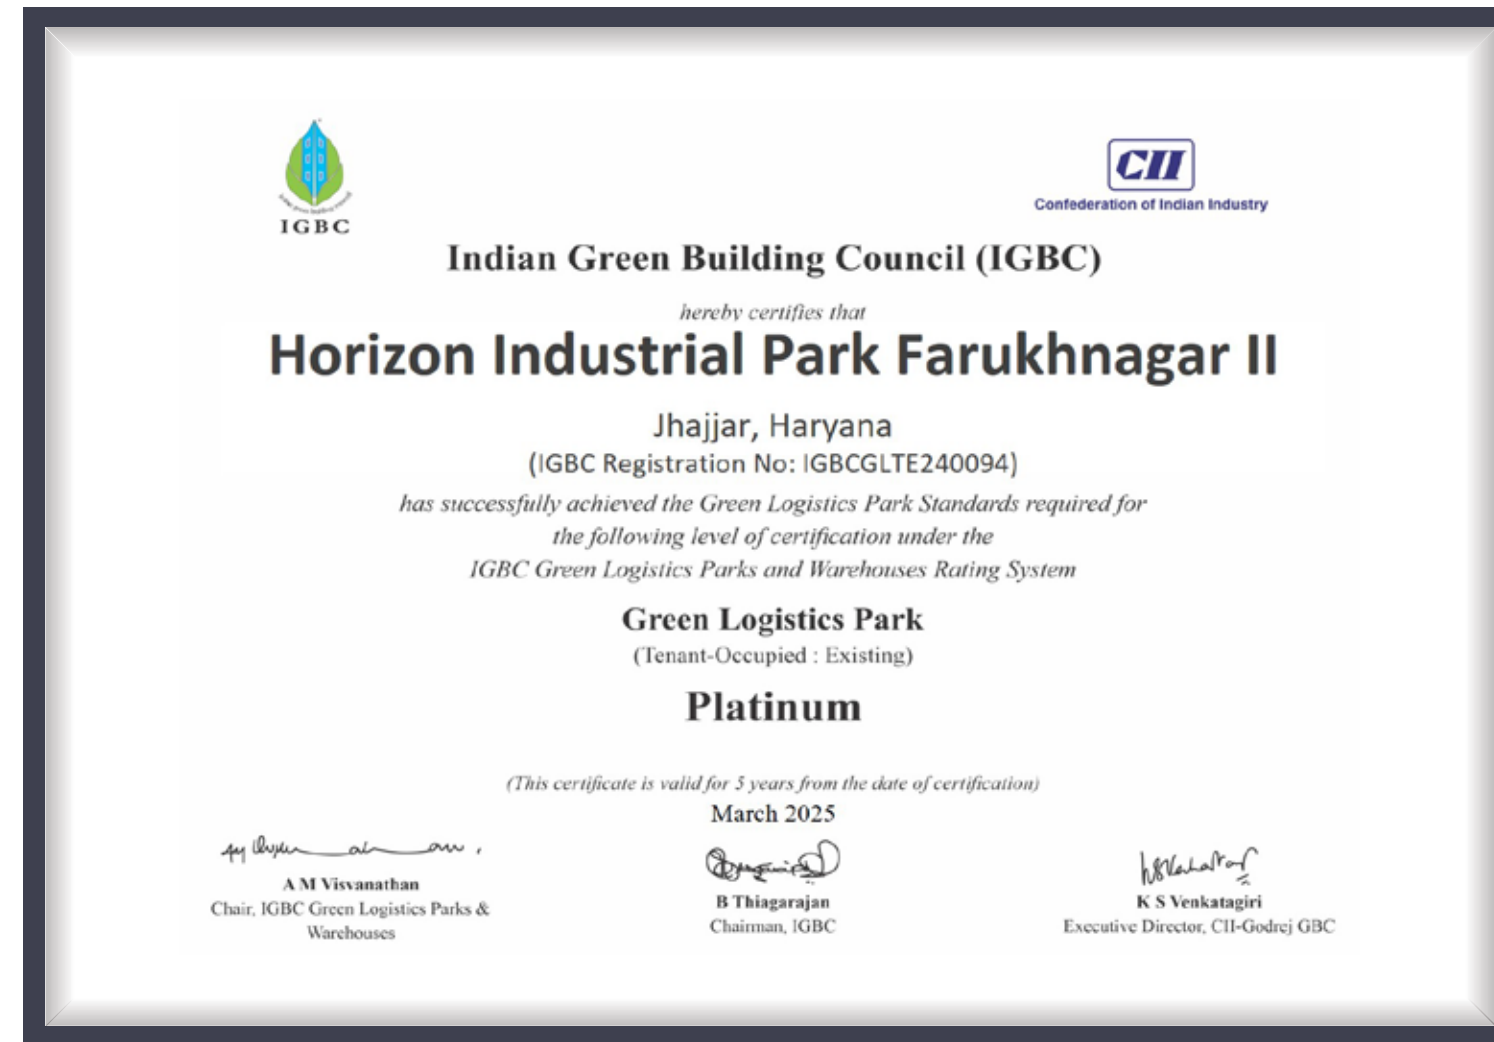 IGBC
CII
Confederation of Indian Industry
Indian Green Building Council (IGBC)
hereby certifies that
Horizon Industrial Park Farukhnagar II
Jhajjar, Haryana
(IGBC Registration No: IGBCGLTE240094)
has successfully achieved the Green Logistics Park Standards required for
the following level of certification under the
IGBC Green Logistics Parks and Warehouses Rating System
Green Logistics Park
(Tenant-Occupied : Existing)
Platinum
(This certificate is valid for 5 years from the date of certification)
March 2025
A M Visvanathan
Chair, IGBC Green Logistics Parks &
Warehouses
B Thiagarajan
Chairman, IGBC
K S Venkatagiri
Executive Director, CII-Godrej GBC